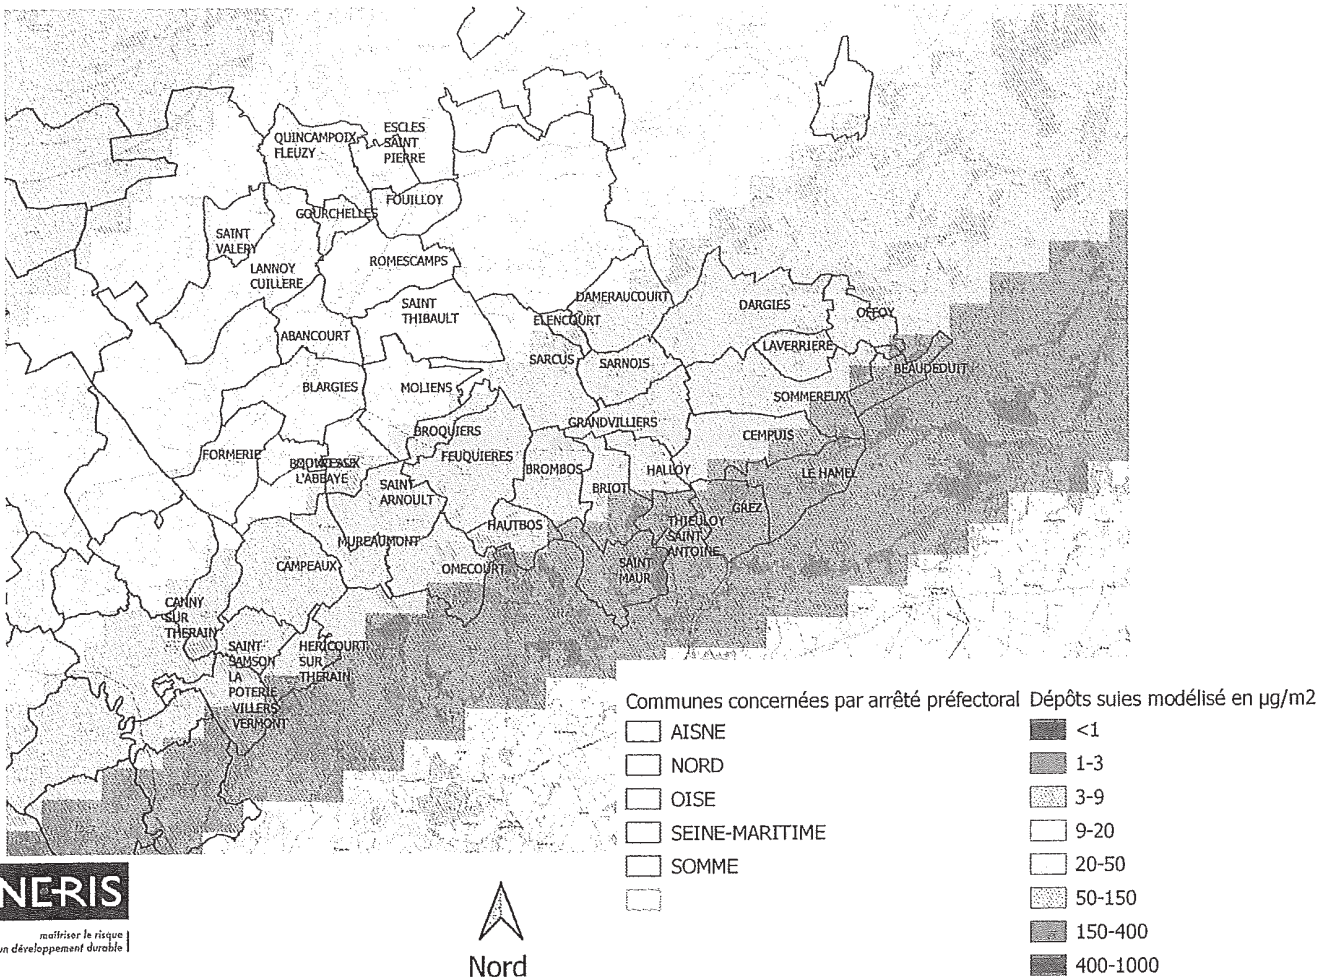 QUINCAMPOIX
FLEUZY
ESCLES
SAINT
PIERRE
FOUILLOY
GOURCHELLES
SAINT
VALERY
LANNOY
CUILLERE
ROMESCAMPS
SAINT
THIBAULT
ABANCOURT
DAMERAUCOURT
ELENCOURT
DARGIES
OFFOY
LAVERRIERE
SARCUS
SARNOIS
BEAUDEDUIT
BLARGIES
MOLIENS
SOMMEREUX
BROQUIERS
GRANDVILLIERS
CEMPUIS
FORMERIE
L'ABBAYE
FEUQUIERES
BROMBOS
HALLOY
LE HAMEL
SAINT
ARNOULT
BRIOT
GREZ
HAUTBOS
THIEULOY
SAINT
ANTOINE
MUREAUMONT
CAMPEAUX
OMECOURT
SAINT
MAUR
CANNY
SUR
THERAIN
SAINT
SAMSON
LA
POTERIE
HERICOURT
SUR
THERAIN
VILLERS
VERMONT
Communes concernées par arrêté préfectoral
AISNE
NORD
OISE
SEINE-MARITIME
SOMME
Dépôts suies modélisé en µg/m2
<1
1-3
3-9
9-20
20-50
50-150
150-400
400-1000
NERIS
maîtriser le risque
un développement durable
Nord